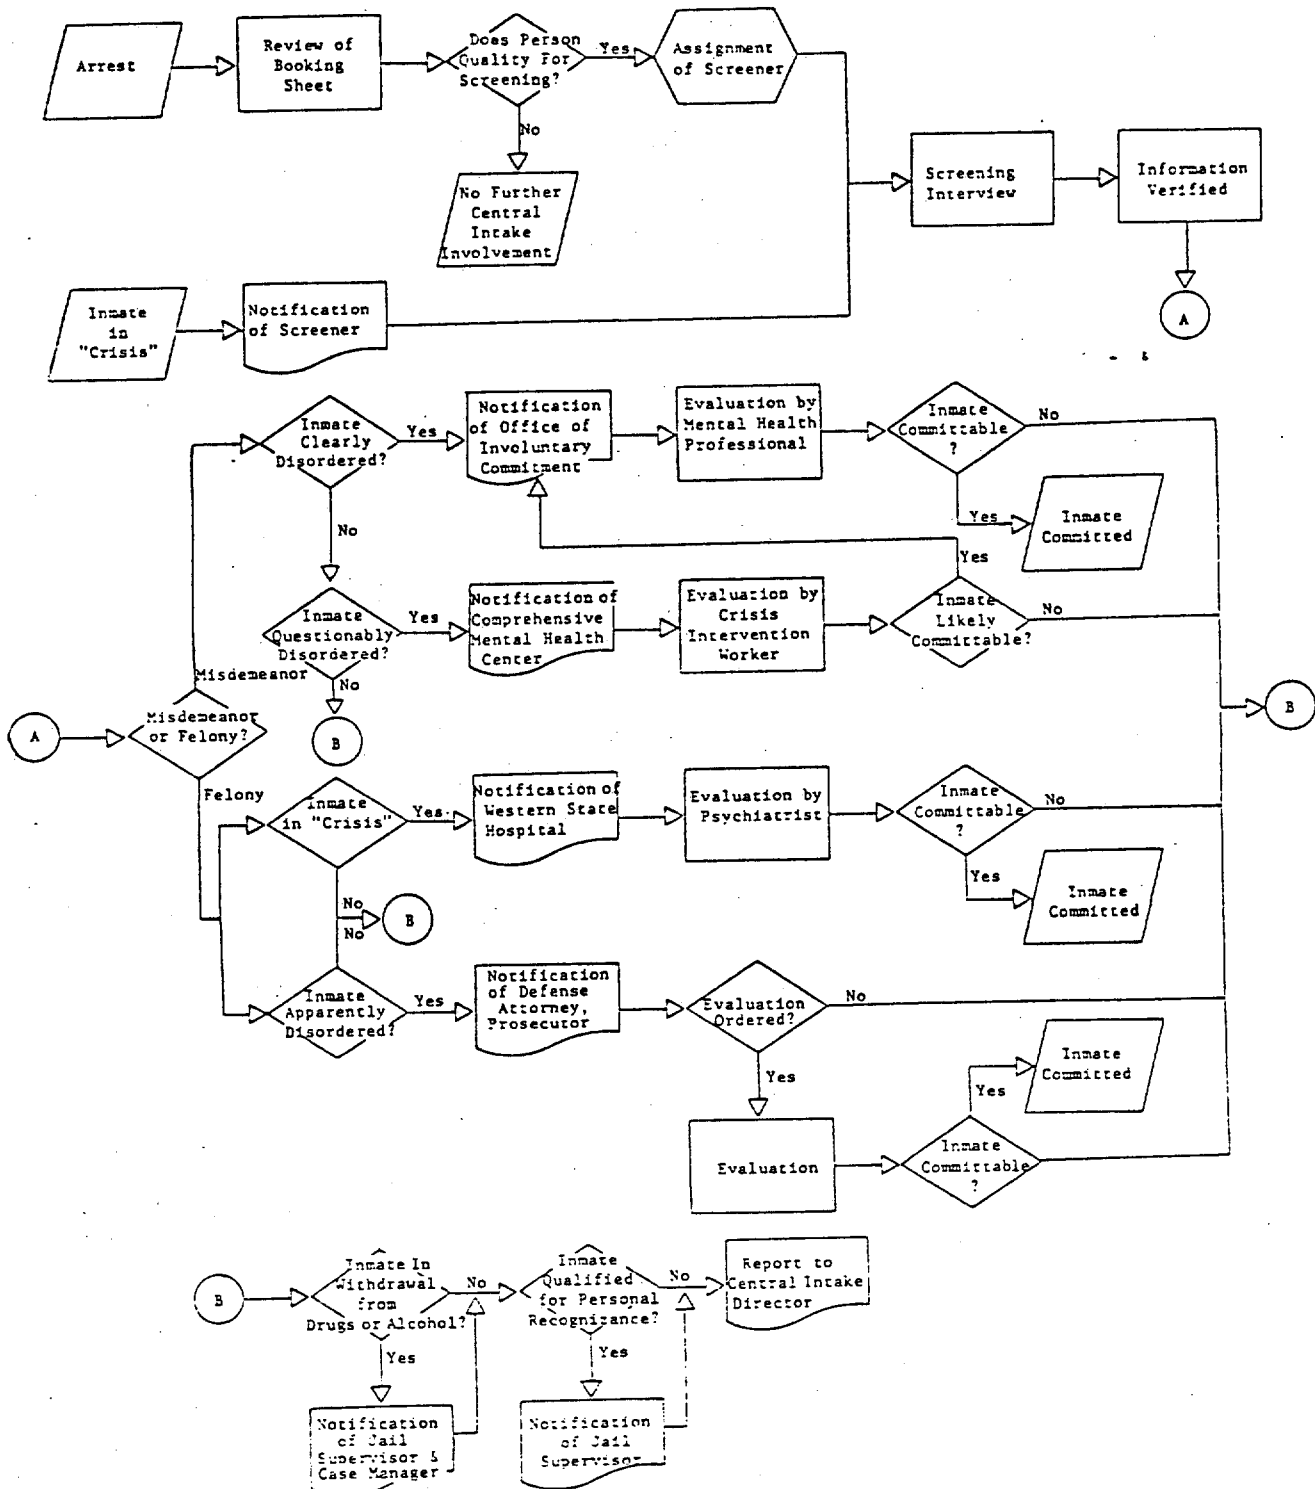 Arrest
Review of
Booking
Sheet
Does Person
Quality For
Screening?
Yes
No
Assignment
of Screener
No Further
Central
Intake
Involvement
Screening
Interview
Information
Verified
A
Inmate
in
"Crisis"
Notification
of Screener
Inmate
Clearly
Disordered?
Yes
No
Notification
of Office of
Involuntary
Commitment
Evaluation by
Mental Health
Professional
Inmate
Committable
?
No
Yes
Inmate
Committed
Inmate
Questionably
Disordered?
Yes
No
Notification of
Comprehensive
Mental Health
Center
Evaluation by
Crisis
Intervention
Worker
Yes
Inmate
Likely
Committable?
No
B
Misdemeanor
A
Misdemeanor
or Felony?
B
Felony
Inmate
in "Crisis"
Yes
No
Notification of
Western State
Hospital
Evaluation by
Psychiatrist
Inmate
Committable
?
No
Yes
Inmate
Committed
B
No
Inmate
Apparently
Disordered?
Yes
Notification
of Defense
Attorney,
Prosecutor
Evaluation
Ordered?
No
Yes
Evaluation
Inmate
Committable
?
Yes
Inmate
Committed
B
Inmate In
Withdrawal
from
Drugs or Alcohol?
No
Yes
Notification
of Jail
Supervisor &
Case Manager
Inmate
Qualified
for Personal
Recognizance?
No
Yes
Notification
of Jail
Supervisor
Report to
Central Intake
Director